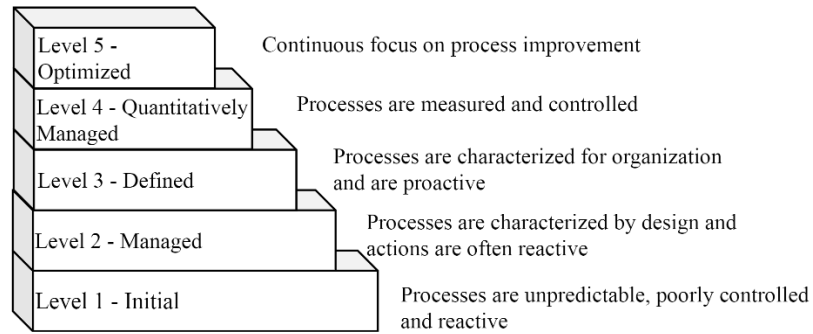 Level 5 -
Optimized
Continuous focus on process improvement
Level 4 - Quantitatively
Managed
Processes are measured and controlled
Level 3 - Defined
Processes are characterized for organization
and are proactive
Level 2 - Managed
Processes are characterized by design and
actions are often reactive
Level 1 - Initial
Processes are unpredictable, poorly controlled
and reactive